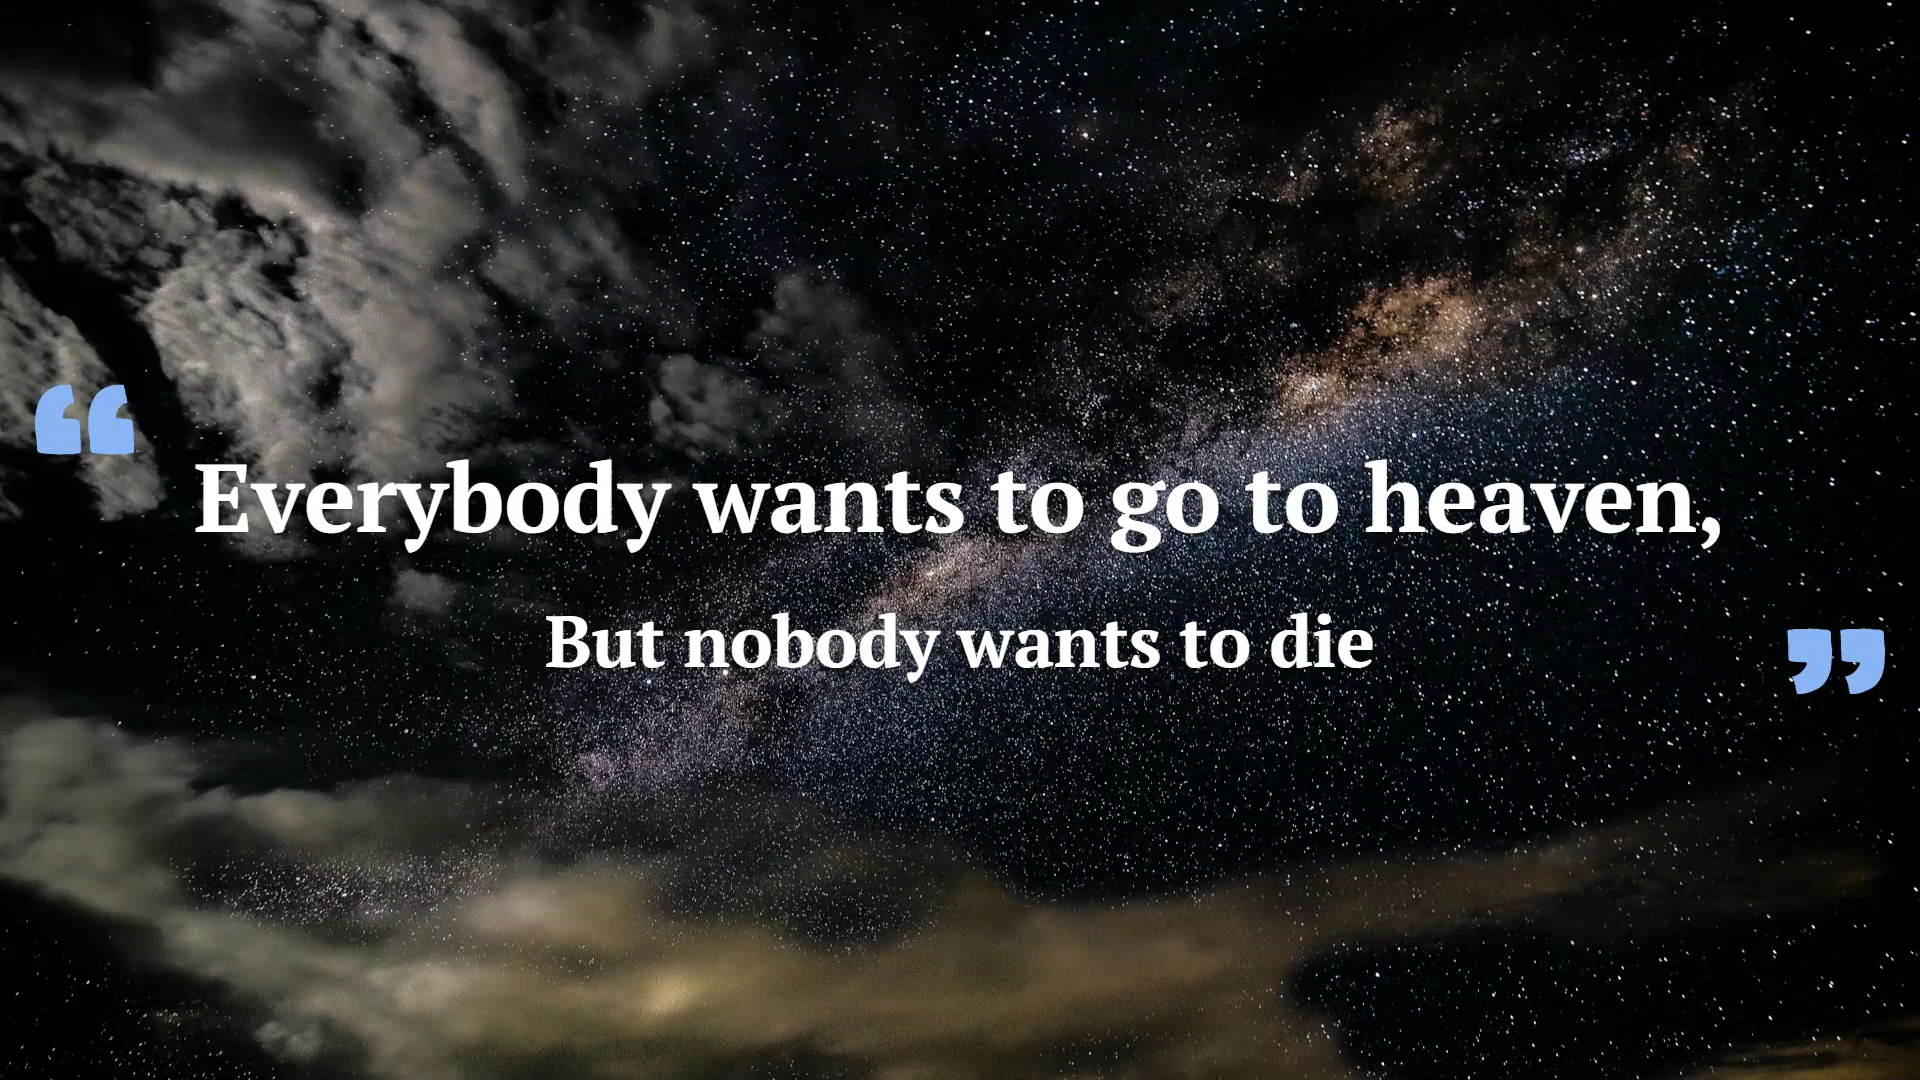 “
Everybody wants to go to heaven,
But nobody wants to die
”